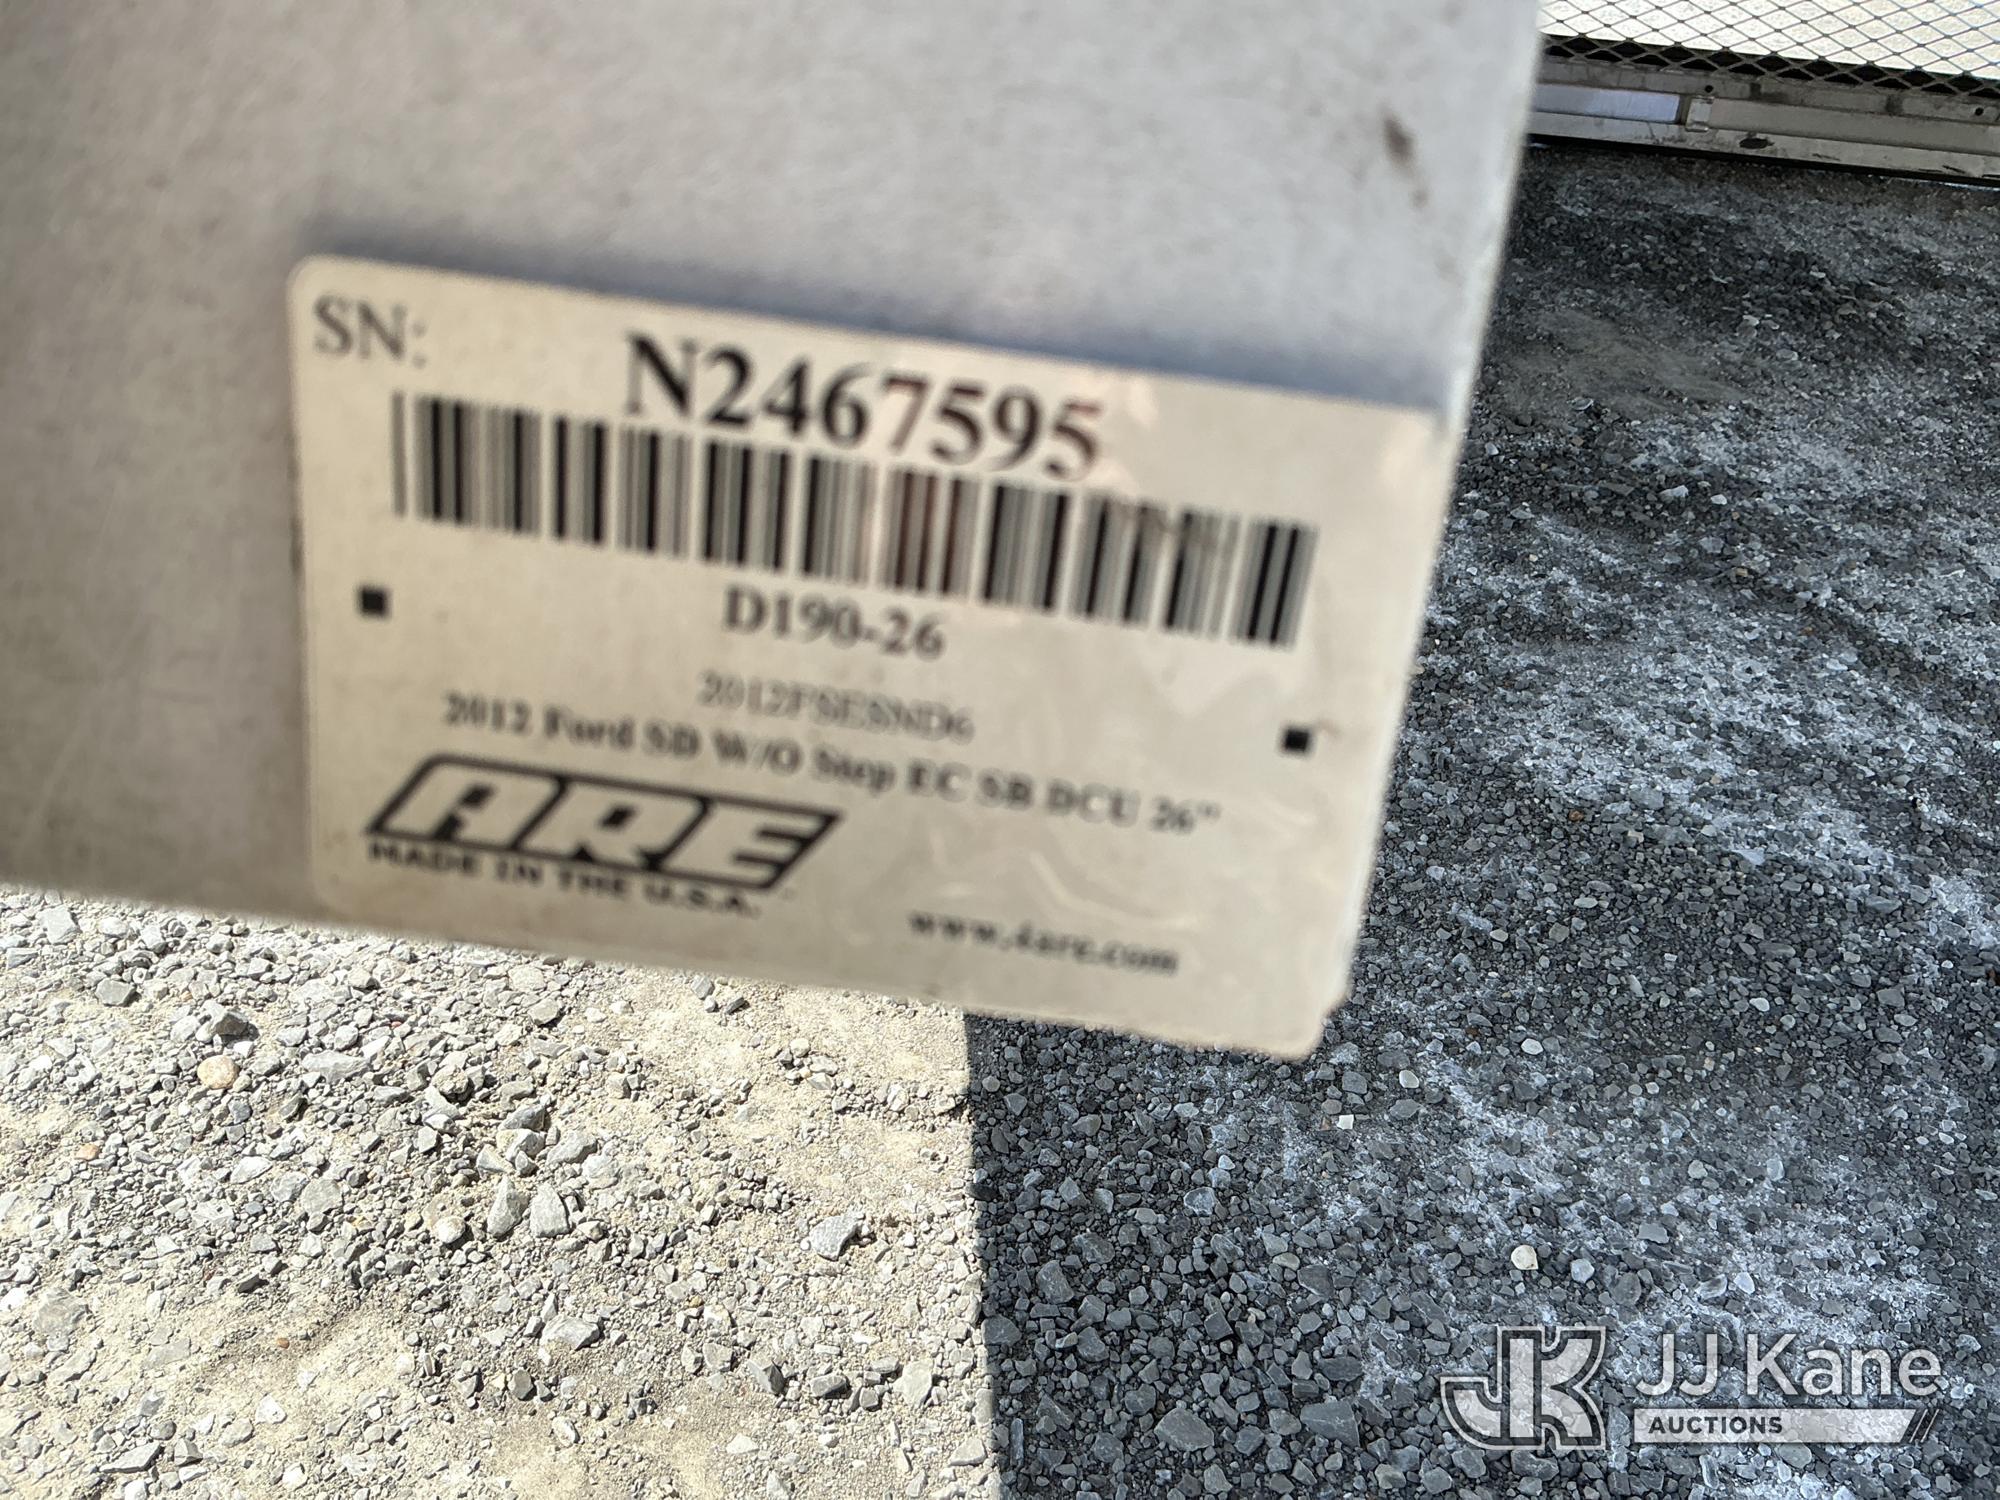 SN:
N2467595
D190-26
2012FSESND6
2012 Ford SD W/O Step EC SB DCU 26"
ARE
MADE IN THE U.S.A.
www.4are.com
JK JJ Kane
AUCTIONS